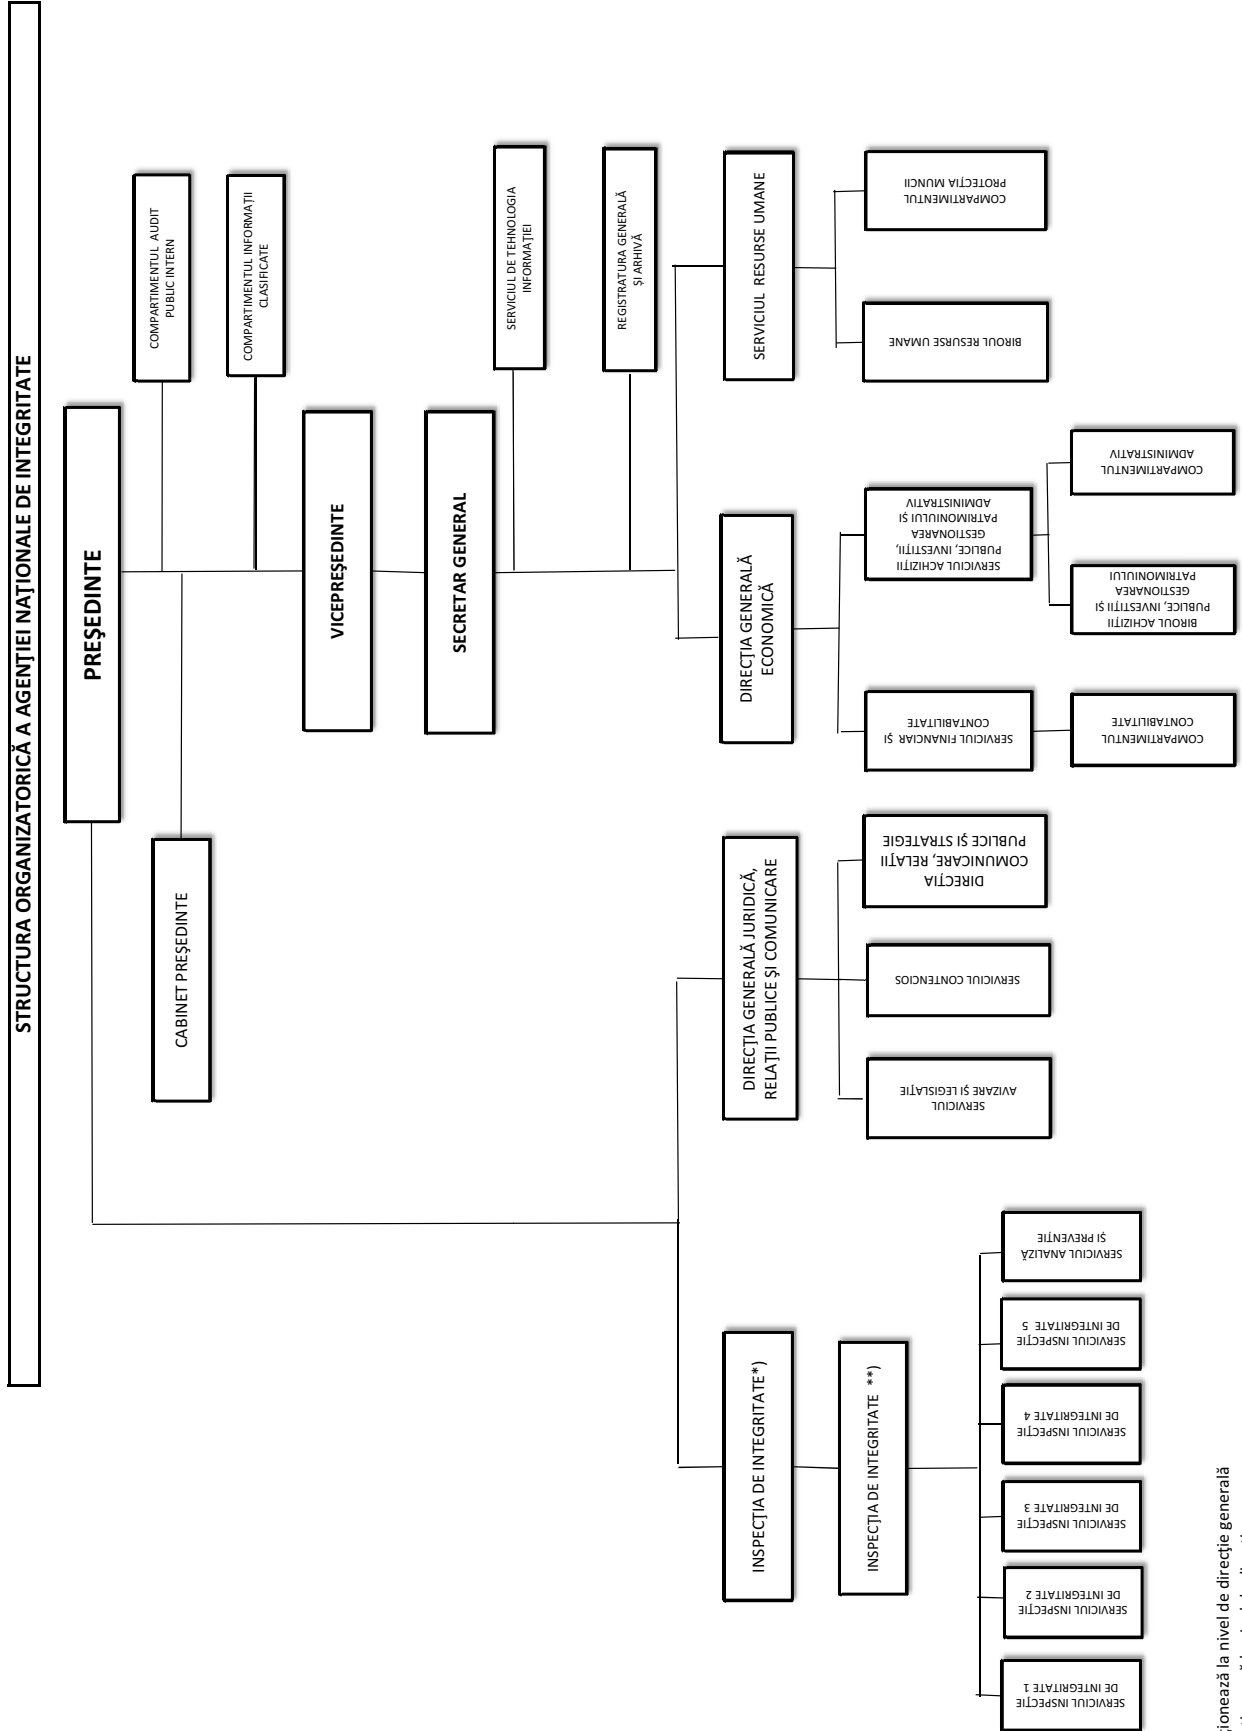 STRUCTURA ORGANIZATORICĂ A AGENŢIEI NAŢIONALE DE INTEGRITATE
PREŞEDINTE
CABINET PREŞEDINTE
COMPARTIMENTUL AUDIT
PUBLIC INTERN
COMPARTIMENTUL INFORMAŢII
CLASIFICATE
VICEPREŞEDINTE
SECRETAR GENERAL
SERVICIUL DE TEHNOLOGIA
INFORMAŢIEI
REGISTRATURA GENERALĂ
ŞI ARHIVĂ
INSPECŢIA DE INTEGRITATE*)
DIRECŢIA GENERALĂ JURIDICĂ,
RELAŢII PUBLICE ŞI COMUNICARE
DIRECŢIA GENERALĂ
ECONOMICĂ
SERVICIUL RESURSE UMANE
INSPECŢIA DE INTEGRITATE **)
SERVICIUL
AVIZARE ŞI LEGISLAŢIE
SERVICIUL CONTENCIOS
DIRECŢIA
COMUNICARE, RELAŢII
PUBLICE ŞI STRATEGIE
SERVICIUL FINANCIAR ŞI
CONTABILITATE
SERVICIUL ACHIZIŢII
PUBLICE, INVESTIŢII,
GESTIONAREA
PATRIMONIULUI ŞI
ADMINISTRATIV
BIROUL RESURSE UMANE
COMPARTIMENTUL
PROTECŢIA MUNCII
SERVICIUL INSPECŢIE
DE INTEGRITATE 1
SERVICIUL INSPECŢIE
DE INTEGRITATE 2
SERVICIUL INSPECŢIE
DE INTEGRITATE 3
SERVICIUL INSPECŢIE
DE INTEGRITATE 4
SERVICIUL INSPECŢIE
DE INTEGRITATE 5
SERVICIUL ANALIZĂ
ŞI PREVENŢIE
COMPARTIMENTUL
CONTABILITATE
BIROUL ACHIZIŢII
PUBLICE, INVESTIŢII ŞI
GESTIONAREA
PATRIMONIULUI
COMPARTIMENTUL
ADMINISTRATIV
ţionează la nivel de direcţie generală